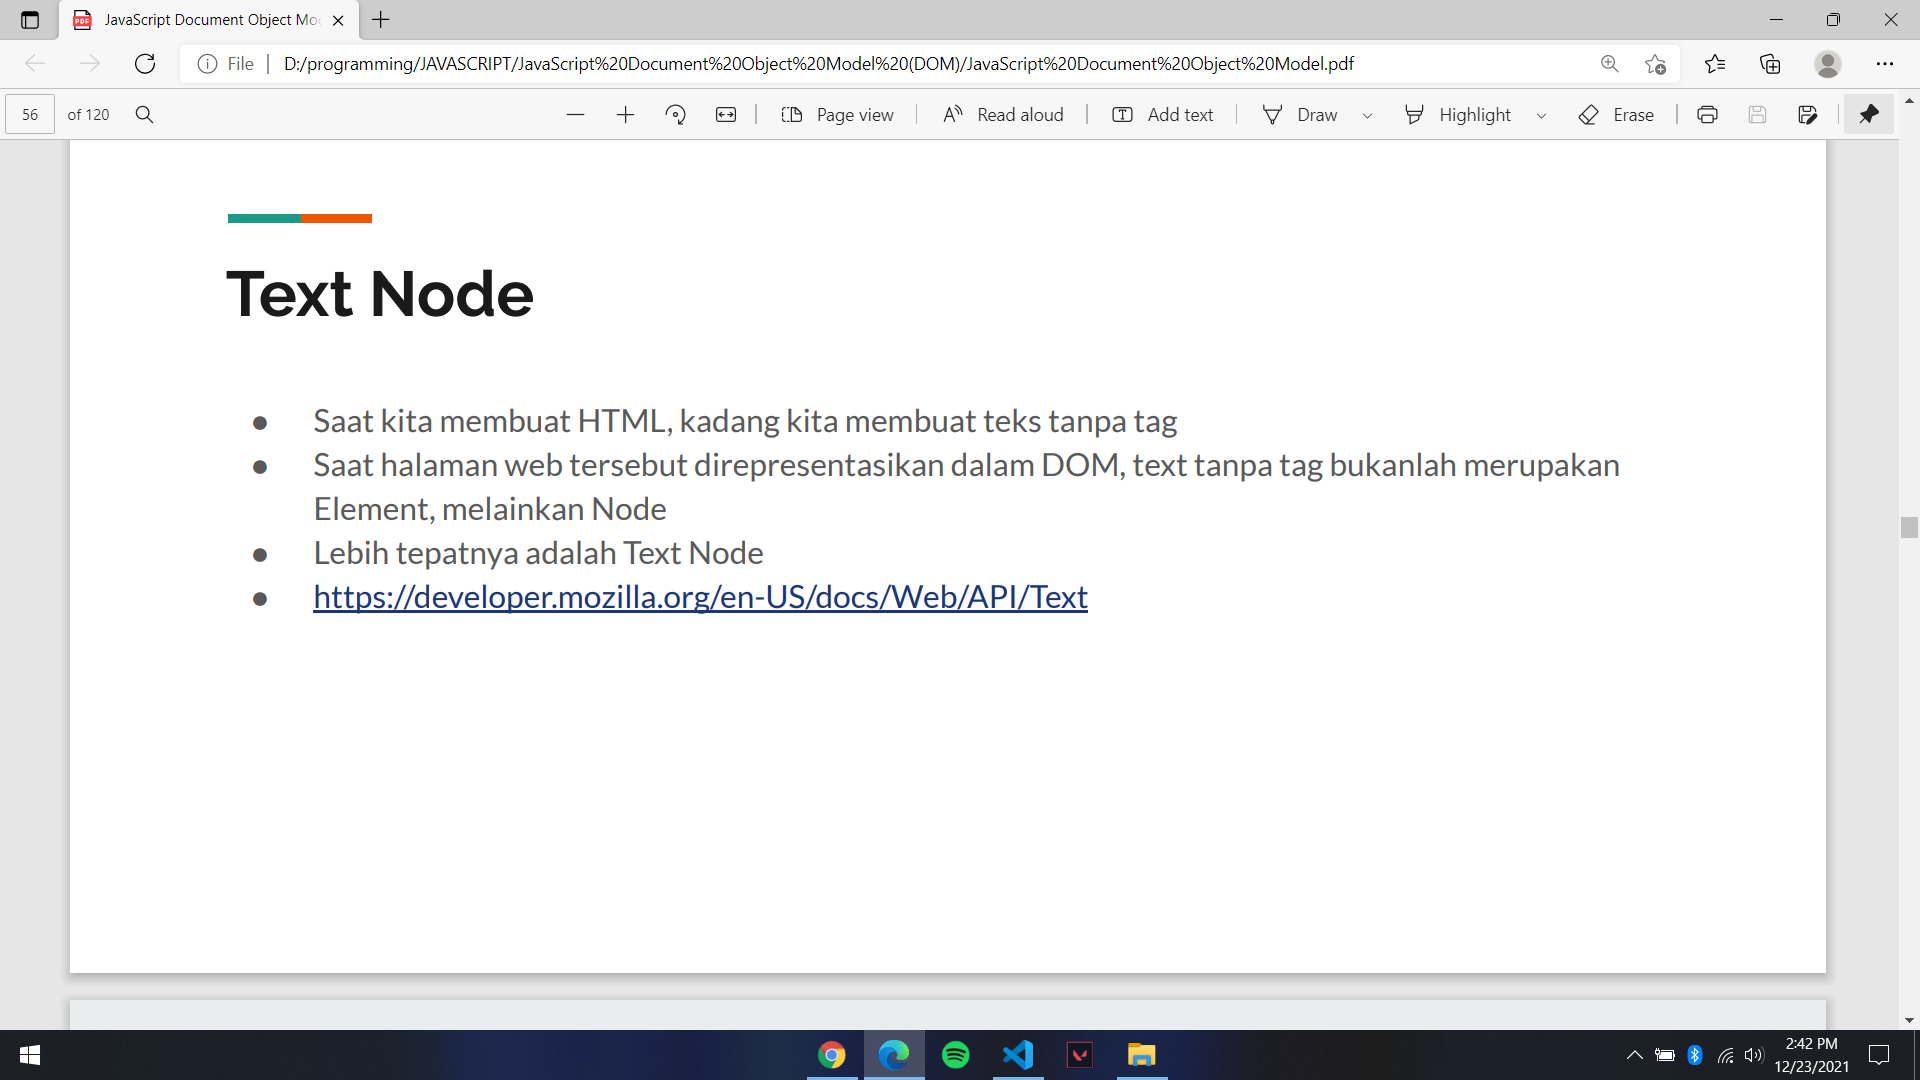 JavaScript Document Object Mo
File
D:/programming/JAVASCRIPT/JavaScript%20Document%20Object%20Model%20(DOM)/JavaScript%20Document%20Object%20Model.pdf
56 of 120
Page view
Read aloud
Add text
Draw
Highlight
Erase
Text Node
● Saat kita membuat HTML, kadang kita membuat teks tanpa tag
● Saat halaman web tersebut direpresentasikan dalam DOM, text tanpa tag bukanlah merupakan
Element, melainkan Node
● Lebih tepatnya adalah Text Node
● https://developer.mozilla.org/en-US/docs/Web/API/Text
2:42 PM
12/23/2021